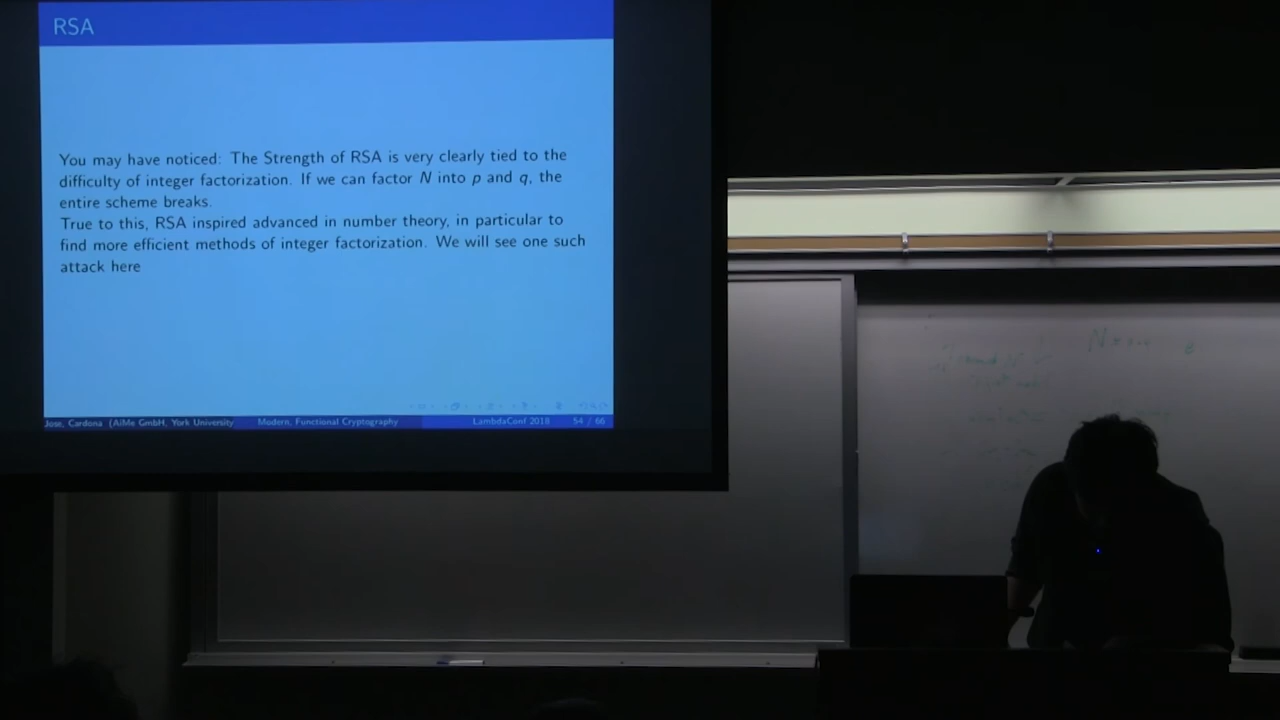 RSA
You may have noticed: The Strength of RSA is very clearly tied to the
difficulty of integer factorization. If we can factor N into p and q, the
entire scheme breaks.
True to this, RSA inspired advanced in number theory, in particular to
find more efficient methods of integer factorization. We will see one such
attack here
Jose, Cardona (AiMe GmbH, York University Modern, Functional Cryptography LambdaConf 2018 54 / 66
N